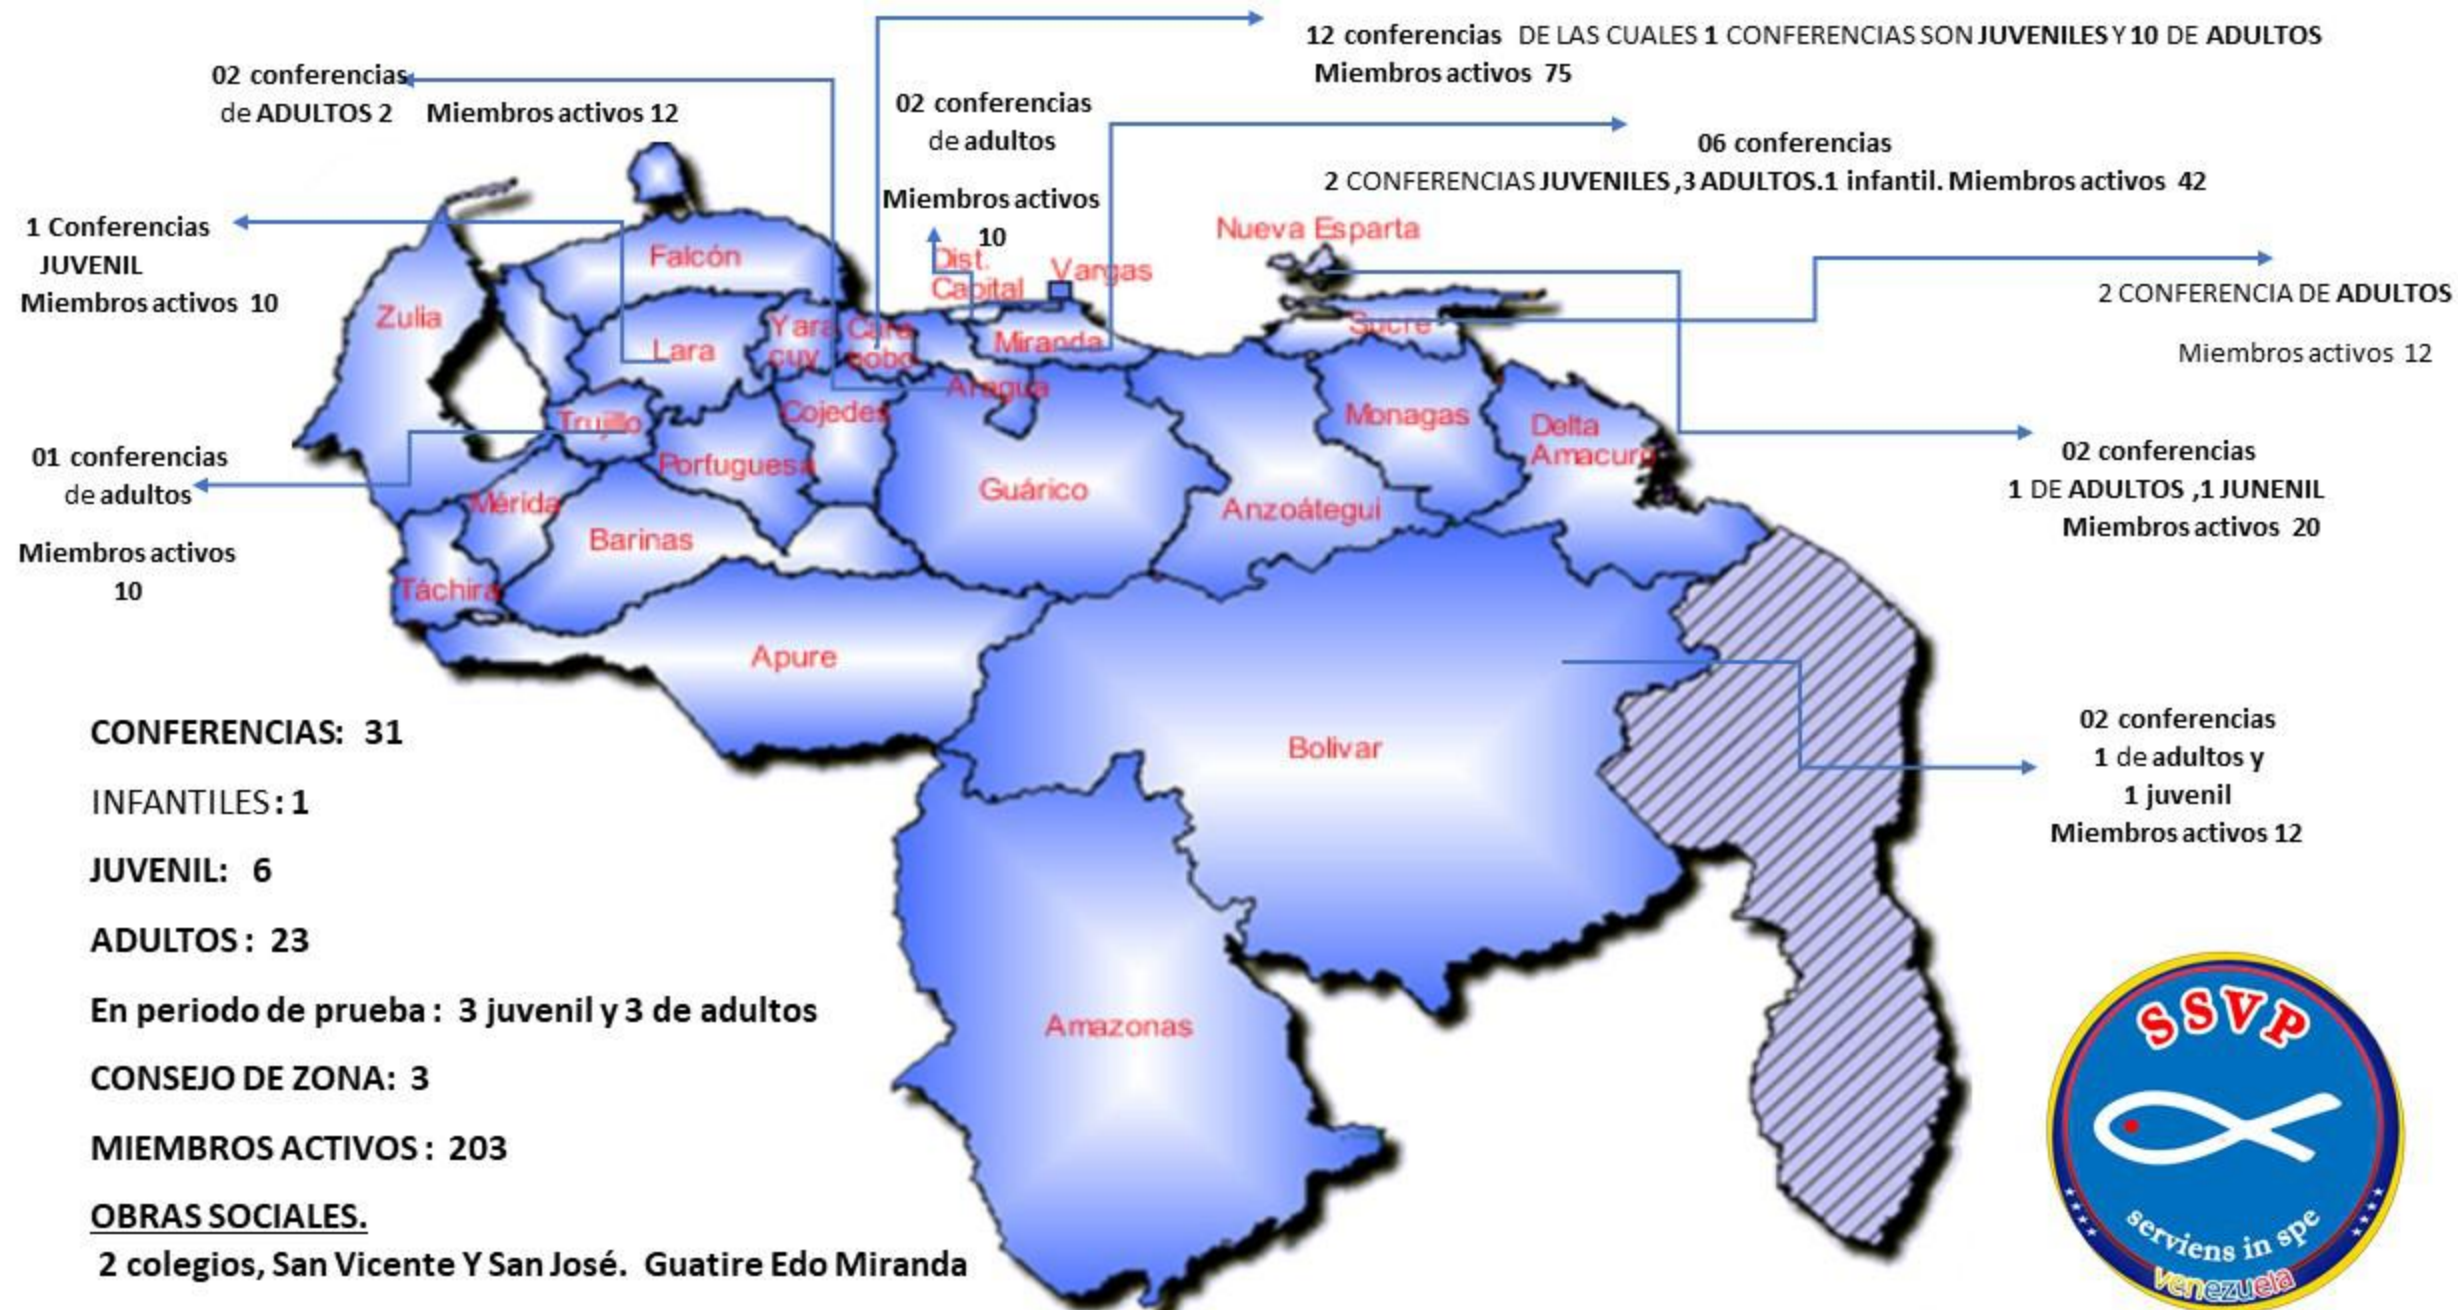 12 conferencias DE LAS CUALES 1 CONFERENCIAS SON JUVENILES Y 10 DE ADULTOS
Miembros activos 75
02 conferencias
de ADULTOS 2 Miembros activos 12
02 conferencias
de adultos
Miembros activos
10
06 conferencias
2 CONFERENCIAS JUVENILES ,3 ADULTOS.1 infantil. Miembros activos 42
1 Conferencias
JUVENIL
Miembros activos 10
2 CONFERENCIA DE ADULTOS
Miembros activos 12
01 conferencias
de adultos
Miembros activos
10
02 conferencias
1 DE ADULTOS ,1 JUNENIL
Miembros activos 20
02 conferencias
1 de adultos y
1 juvenil
Miembros activos 12
Nueva Esparta
Falcón
Dist.
Capital
Vargas
Zulia
Lara
Yara
cuy
Cara
bobo
Miranda
Sucre
Aragua
Trujillo
Cojedes
Monagas
Delta
Amacuro
Portuguesa
Guárico
Mérida
Anzoátegui
Barinas
Táchira
Apure
Bolivar
Amazonas
CONFERENCIAS: 31
INFANTILES : 1
JUVENIL: 6
ADULTOS : 23
En periodo de prueba : 3 juvenil y 3 de adultos
CONSEJO DE ZONA: 3
MIEMBROS ACTIVOS : 203
OBRAS SOCIALES.
2 colegios, San Vicente Y San José. Guatire Edo Miranda
SSVP
serviens in spe
venezuela